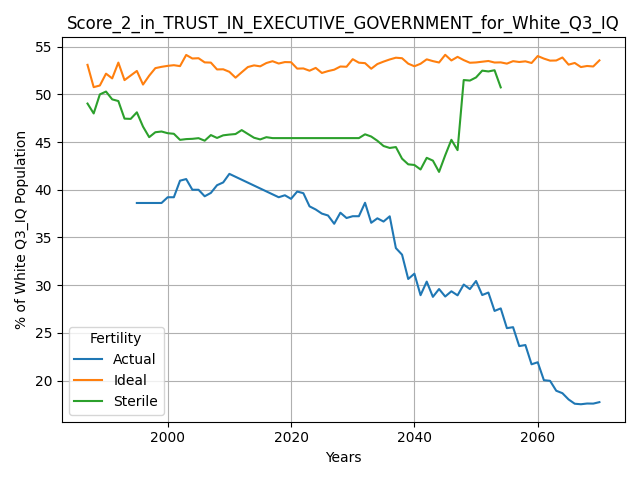 Score_2_in_TRUST_IN_EXECUTIVE_GOVERNMENT_for_White_Q3_IQ
% of White Q3_IQ Population
55
50
45
40
35
30
25
20
Fertility
Actual
Ideal
Sterile
2000
2020
2040
2060
Years